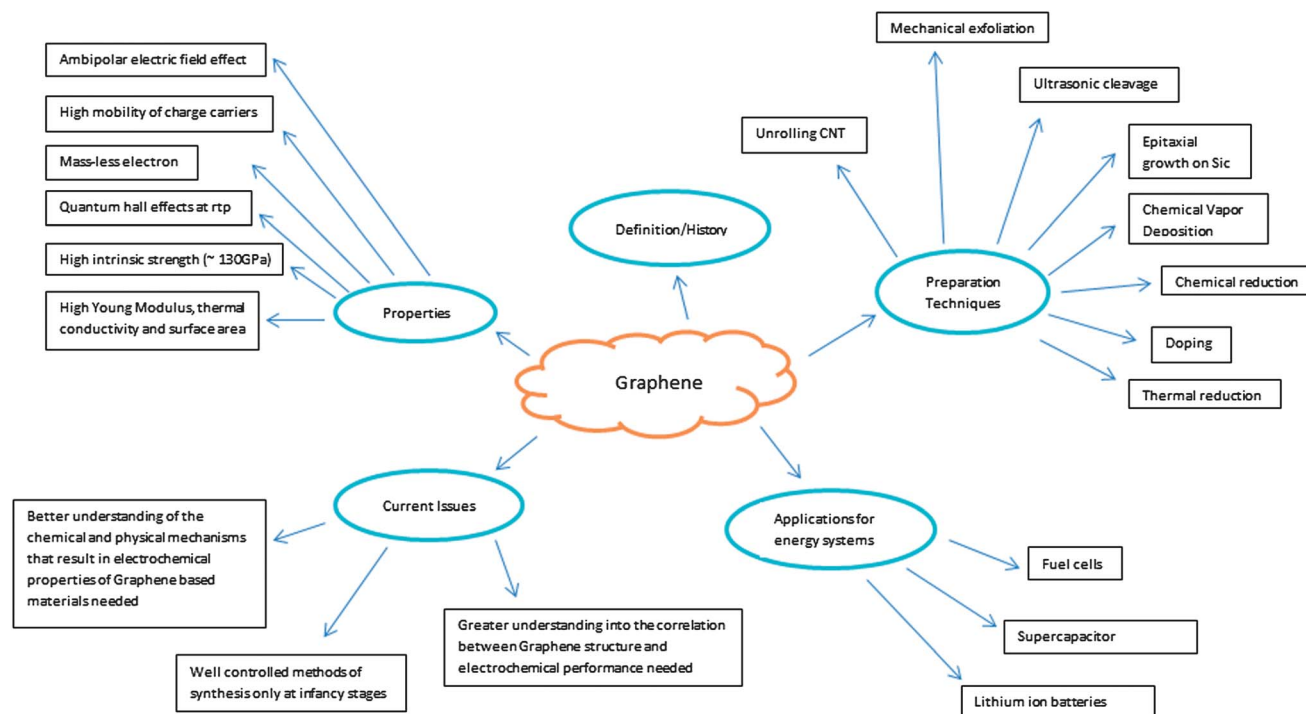 Mechanical exfoliation
Ambipolar electric field effect
Ultrasonic cleavage
High mobility of charge carriers
Unrolling CNT
Epitaxial
growth on Sic
Mass-less electron
Quantum hall effects at rtp
Chemical Vapor
Deposition
Definition/History
High intrinsic strength (~ 130GPa)
Preparation
Techniques
Chemical reduction
High Young Modulus, thermal
conductivity and surface area
Properties
Doping
Graphene
Thermal reduction
Current Issues
Applications for
energy systems
Better understanding of the
chemical and physical mechanisms
that result in electrochemical
properties of Graphene based
materials needed
Fuel cells
Greater understanding into the correlation
between Graphene structure and
electrochemical performance needed
Supercapacitor
Well controlled methods of
synthesis only at infancy stages
Lithium ion batteries